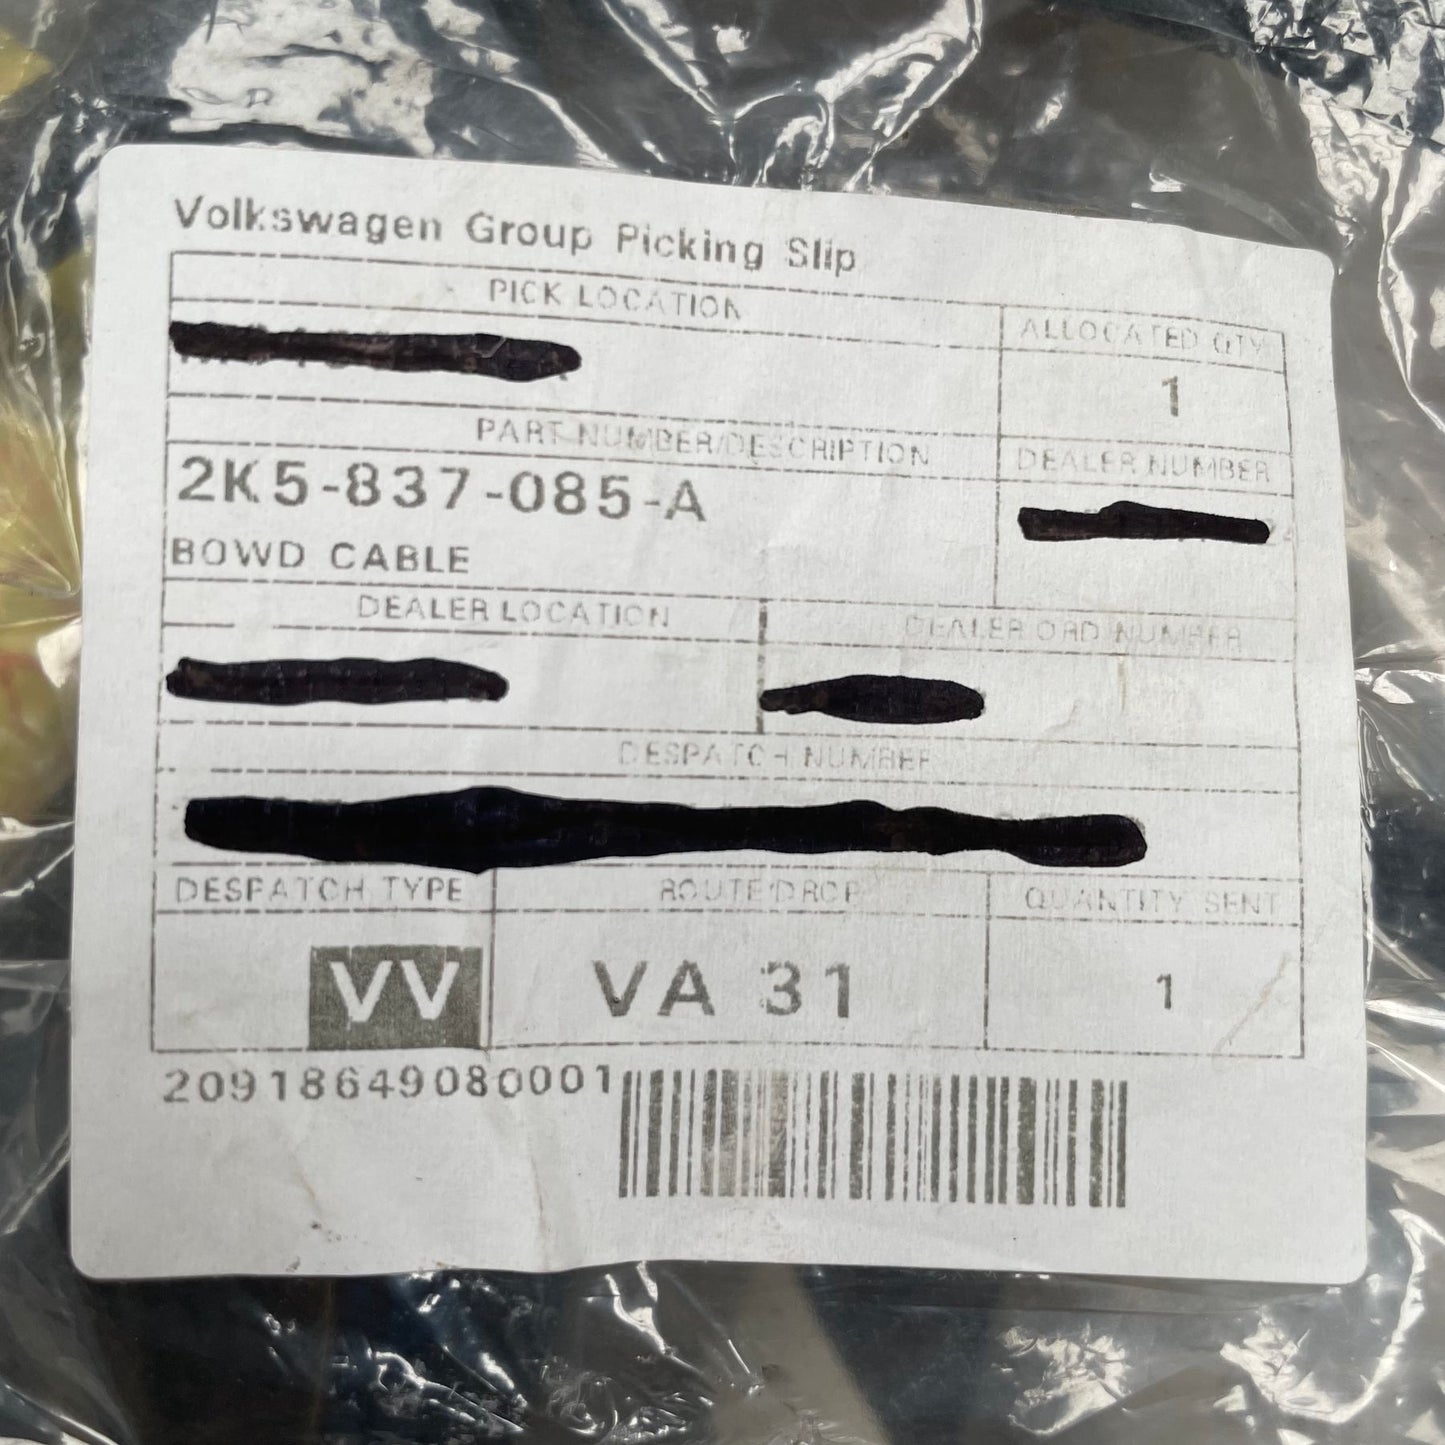 Volkswagen Group Picking Slip
PICK LOCATION
ALLOCATED QTY
1
PART NUMBER/DESCRIPTION
DEALER NUMBER
2K5-837-085-A
BOWD CABLE
DEALER LOCATION
DEALER ORD NUMBER
DESPATCH NUMBER
DESPATCH TYPE
ROUTE/DROP
QUANTITY SENT
VV
VA 31
1
20918649080001